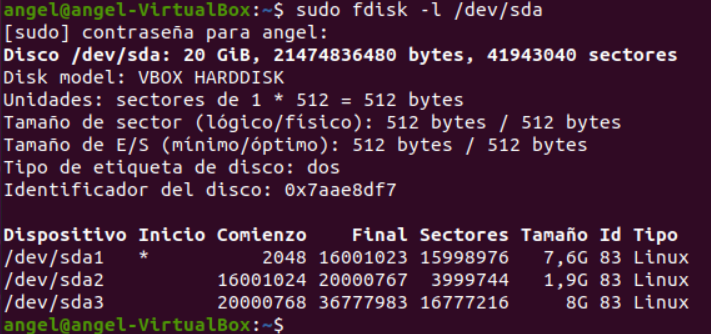 angel@angel-VirtualBox:~$ sudo fdisk -l /dev/sda
[sudo] contraseña para angel:
Disco /dev/sda: 20 GiB, 21474836480 bytes, 41943040 sectores
Disk model: VBOX HARDDISK
Unidades: sectores de 1 * 512 = 512 bytes
Tamaño de sector (lógico/físico): 512 bytes / 512 bytes
Tamaño de E/S (mínimo/óptimo): 512 bytes / 512 bytes
Tipo de etiqueta de disco: dos
Identificador del disco: 0x7aae8df7
Dispositivo Inicio Comienzo    Final Sectores Tamaño Id Tipo
/dev/sda1   *          2048 16001023 15998976   7,6G 83 Linux
/dev/sda2          16001024 20000767  3999744   1,9G 83 Linux
/dev/sda3          20000768 36777983 16777216     8G 83 Linux
angel@angel-VirtualBox:~$